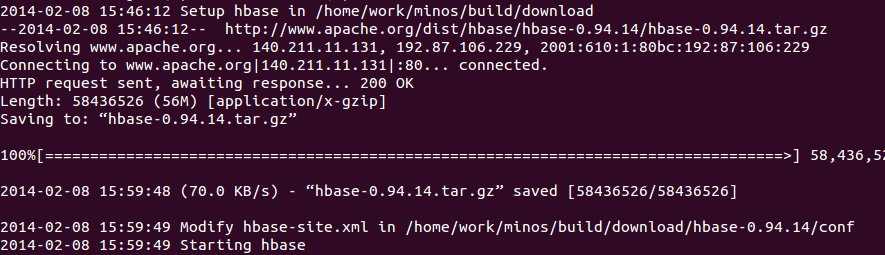 2014-02-08 15:46:12 Setup hbase in /home/work/minos/build/download
--2014-02-08 15:46:12--  http://www.apache.org/dist/hbase/hbase-0.94.14/hbase-0.94.14.tar.gz
Resolving www.apache.org... 140.211.11.131, 192.87.106.229, 2001:610:1:80bc:192:87:106:229
Connecting to www.apache.org|140.211.11.131|:80... connected.
HTTP request sent, awaiting response... 200 OK
Length: 58436526 (56M) [application/x-gzip]
Saving to: “hbase-0.94.14.tar.gz”
100%[==================================================================================>] 58,436,52
2014-02-08 15:59:48 (70.0 KB/s) - “hbase-0.94.14.tar.gz” saved [58436526/58436526]
2014-02-08 15:59:49 Modify hbase-site.xml in /home/work/minos/build/download/hbase-0.94.14/conf
2014-02-08 15:59:49 Starting hbase